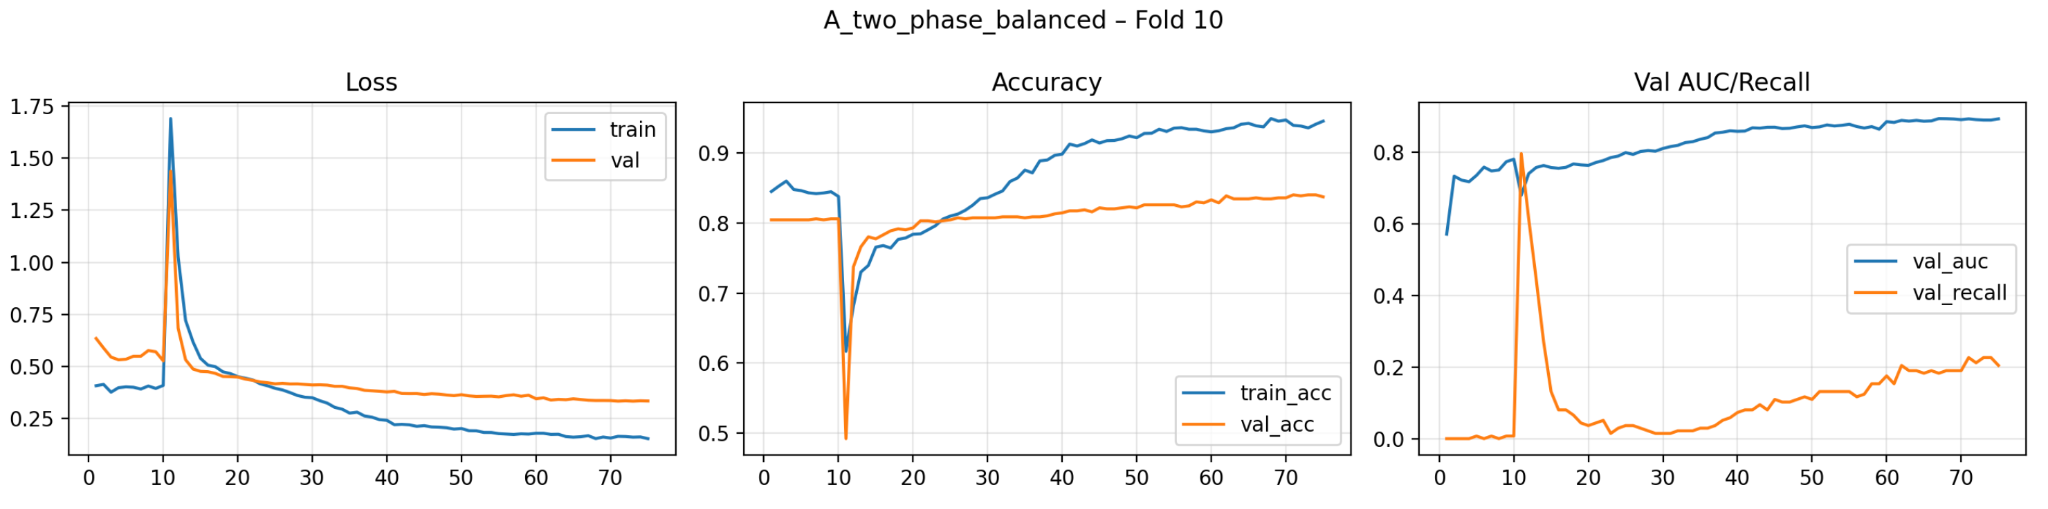 A_two_phase_balanced – Fold 10
Loss
1.75
1.50
1.25
1.00
0.75
0.50
0.25
0 10 20 30 40 50 60 70
train
val
Accuracy
0.9
0.8
0.7
0.6
0.5
0 10 20 30 40 50 60 70
train_acc
val_acc
Val AUC/Recall
0.8
0.6
0.4
0.2
0.0
0 10 20 30 40 50 60 70
val_auc
val_recall